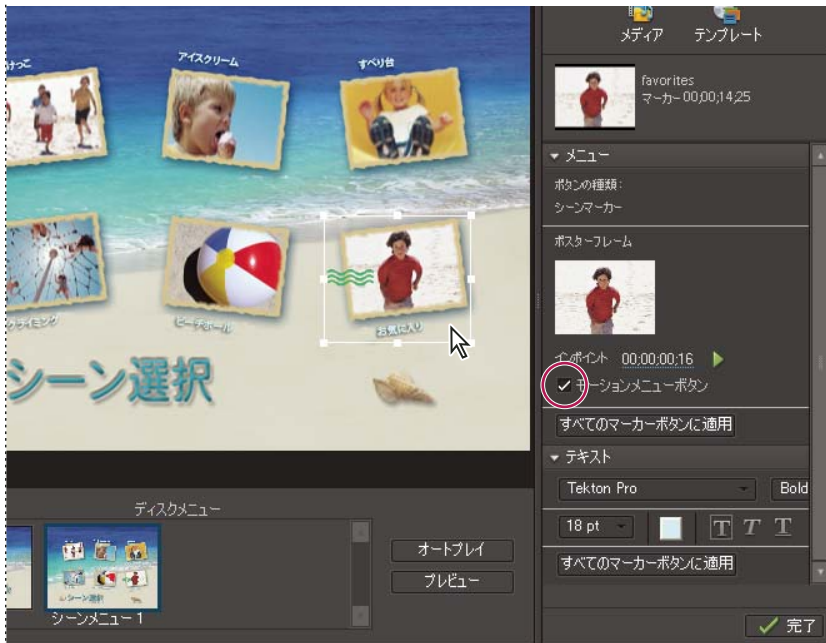 けっこ
アイスクリーム
すべり台
クライミング
ビーチボール
お気に入り
シーン選択
メディア
テンプレート
favorites
マーカー 00;00;14;25
メニュー
ボタンの種類:
シーンマーカー
ポスターフレーム
インポイント 00;00;00;16
モーションメニューボタン
すべてのマーカーボタンに適用
テキスト
Tekton Pro
Bold
18 pt
T T T
すべてのマーカーボタンに適用
ディスクメニュー
シーン選択
シーンメニュー 1
オートプレイ
プレビュー
完了